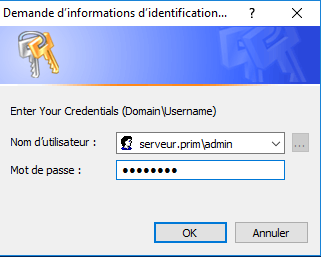 Demande d'informations d'identification...
?
Enter Your Credentials (Domain\Username)
Nom d'utilisateur :
serveur.prim\admin
...
Mot de passe :
●●●●●●●●
OK
Annuler